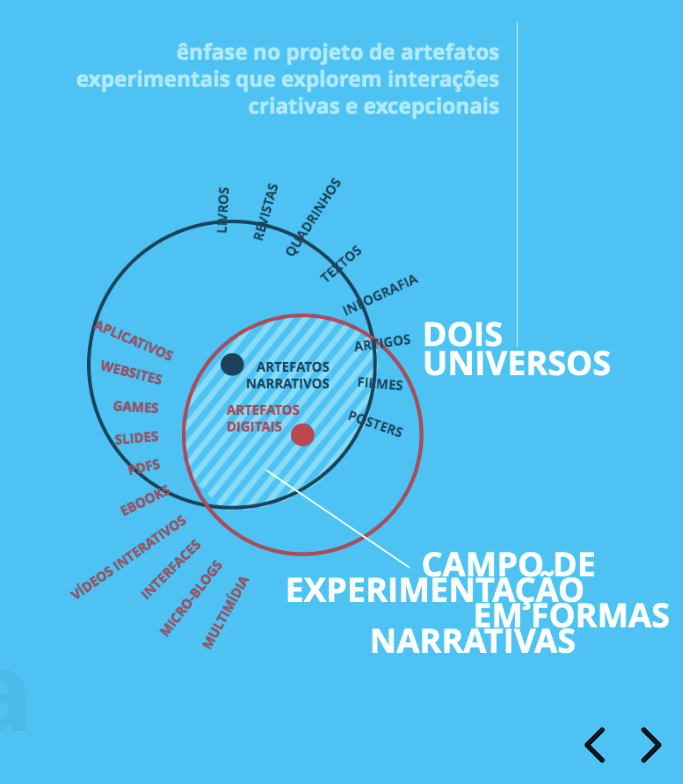 ênfase no projeto de artefatos
experimentais que explorem interações
criativas e excepcionais
LIVROS
REVISTAS
QUADRINHOS
TEXTOS
INFOGRAFIA
ARTIGOS
FILMES
POSTERS
DOIS
UNIVERSOS
ARTEFATOS
NARRATIVOS
ARTEFATOS
DIGITAIS
APLICATIVOS
WEBSITES
GAMES
SLIDES
PDFS
EBOOKS
VÍDEOS INTERATIVOS
INTERFACES
MICRO-BLOGS
MULTIMÍDIA
CAMPO DE
EXPERIMENTAÇÃO
EM FORMAS
NARRATIVAS
a